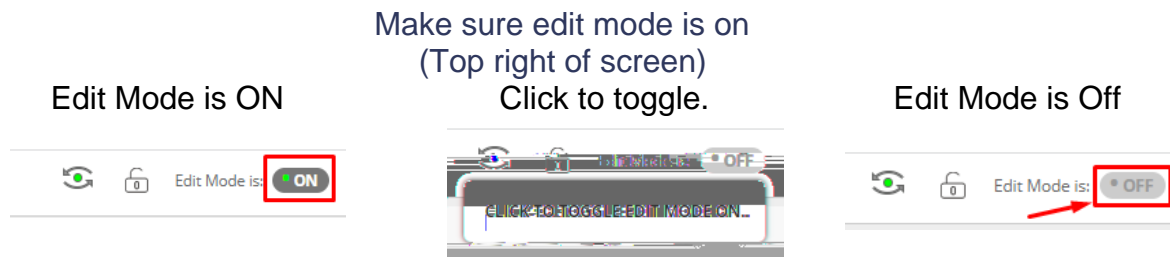 Make sure edit mode is on
(Top right of screen)
Edit Mode is ON
Click to toggle.
Edit Mode is Off
Edit Mode is: ON
OFF
CLICK TO TOGGLE EDIT MODE ON...
Edit Mode is: OFF